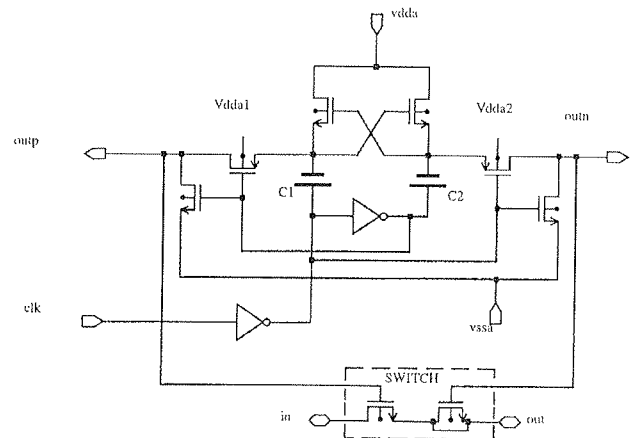 vdda
Vdda1
Vdda2
outp
outn
C1
C2
clk
vssa
SWITCH
in
out